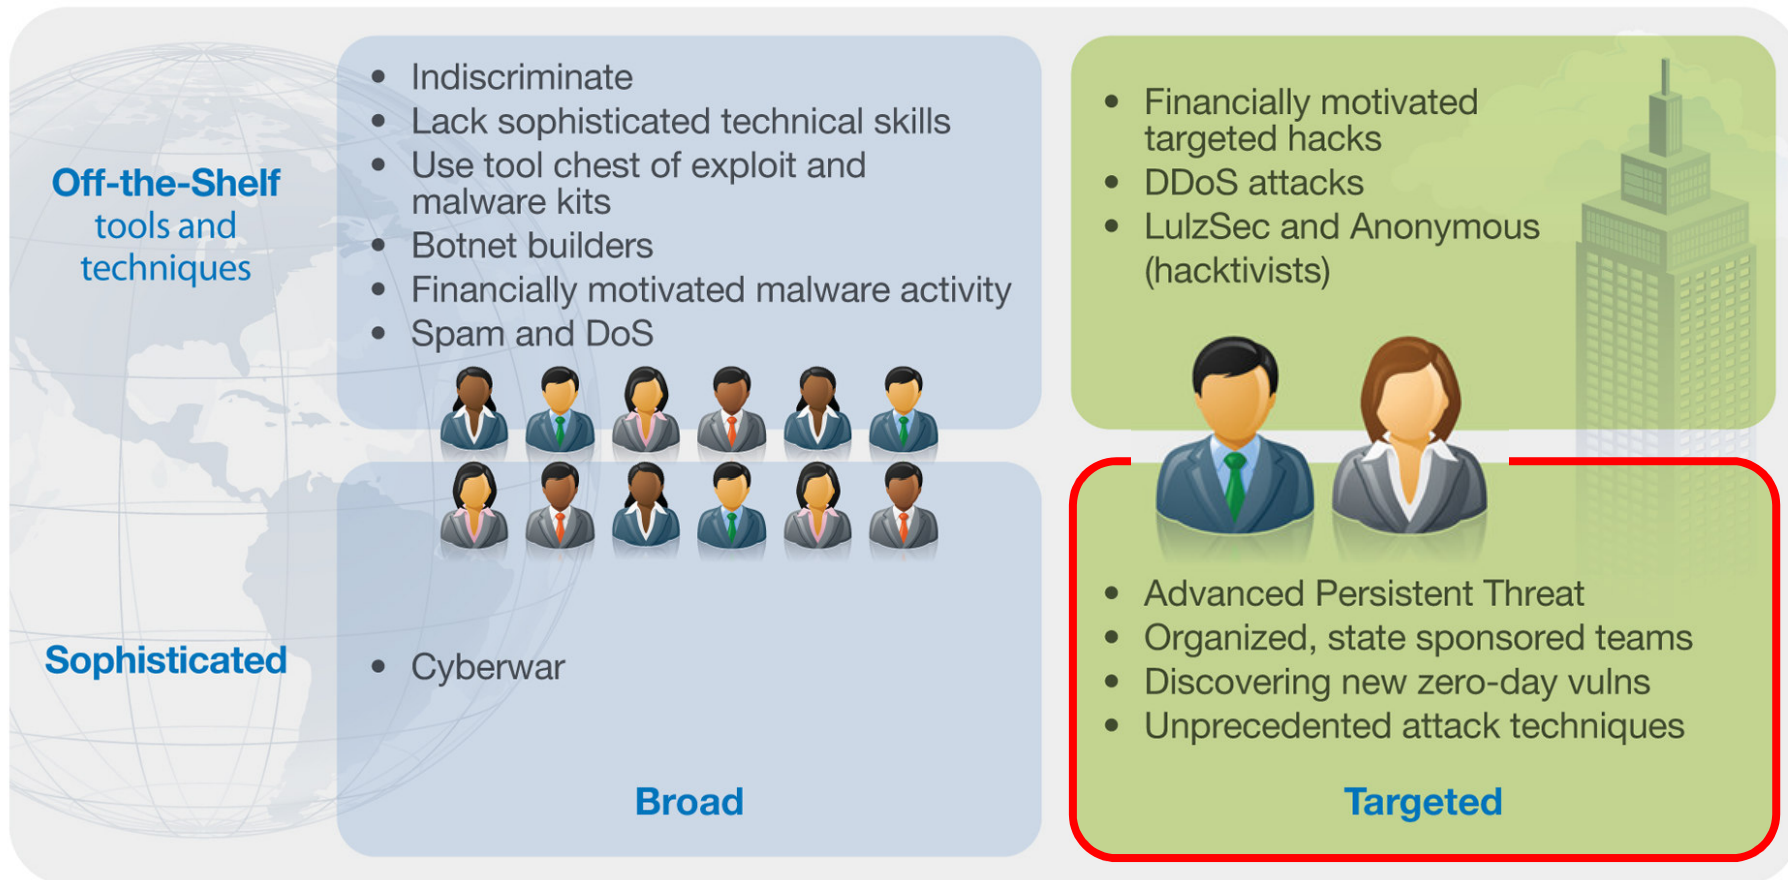 Off-the-Shelf
tools and
techniques
• Indiscriminate
• Lack sophisticated technical skills
• Use tool chest of exploit and
malware kits
• Botnet builders
• Financially motivated malware activity
• Spam and DoS
• Financially motivated
targeted hacks
• DDoS attacks
• LulzSec and Anonymous
(hacktivists)
Sophisticated
• Cyberwar
Broad
• Advanced Persistent Threat
• Organized, state sponsored teams
• Discovering new zero-day vulns
• Unprecedented attack techniques
Targeted